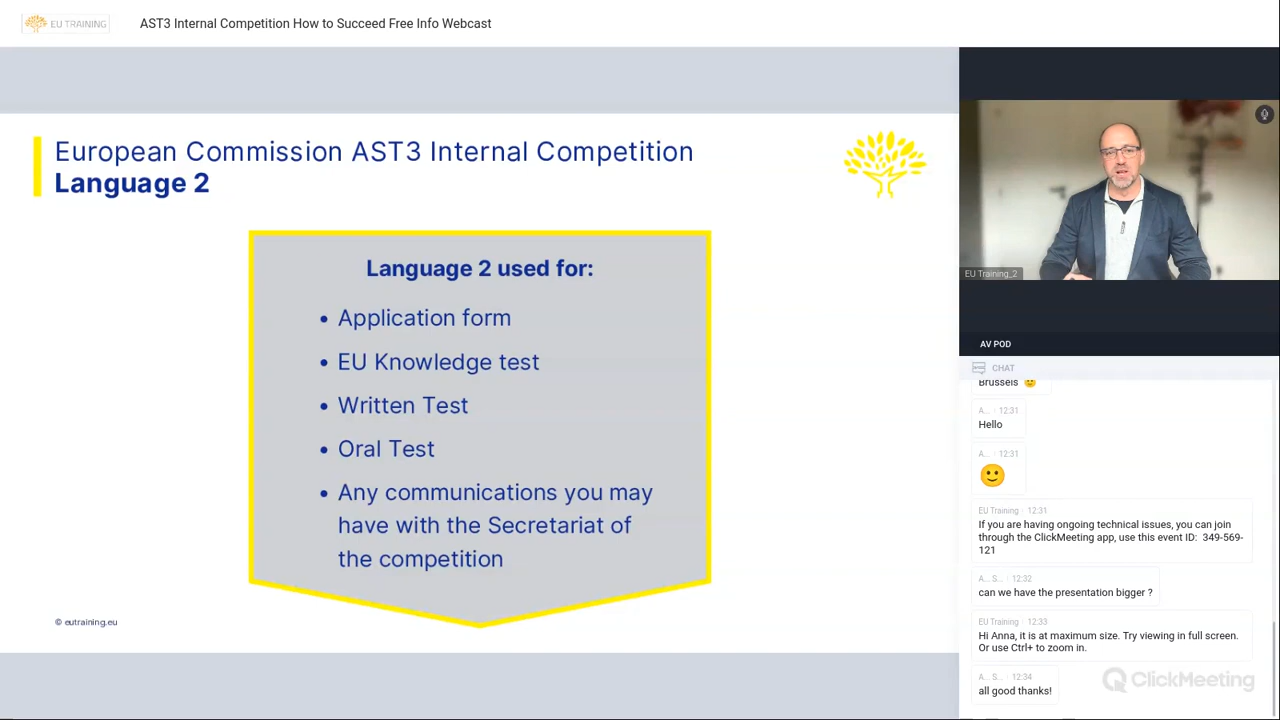 EU TRAINING
AST3 Internal Competition How to Succeed Free Info Webcast
European Commission AST3 Internal Competition
Language 2
Language 2 used for:
• Application form
• EU Knowledge test
• Written Test
• Oral Test
• Any communications you may
have with the Secretariat of
the competition
© eutraining.eu
EU Training_2
AV POD
CHAT
Brussels 🙂
A... · 12:31
Hello
A... · 12:31
🙂
EU Training · 12:31
If you are having ongoing technical issues, you can join
through the ClickMeeting app, use this event ID: 349-569-
121
A... S... · 12:32
can we have the presentation bigger ?
EU Training · 12:33
Hi Anna, it is at maximum size. Try viewing in full screen.
Or use Ctrl+ to zoom in.
A... S... · 12:34
all good thanks!
ClickMeeting